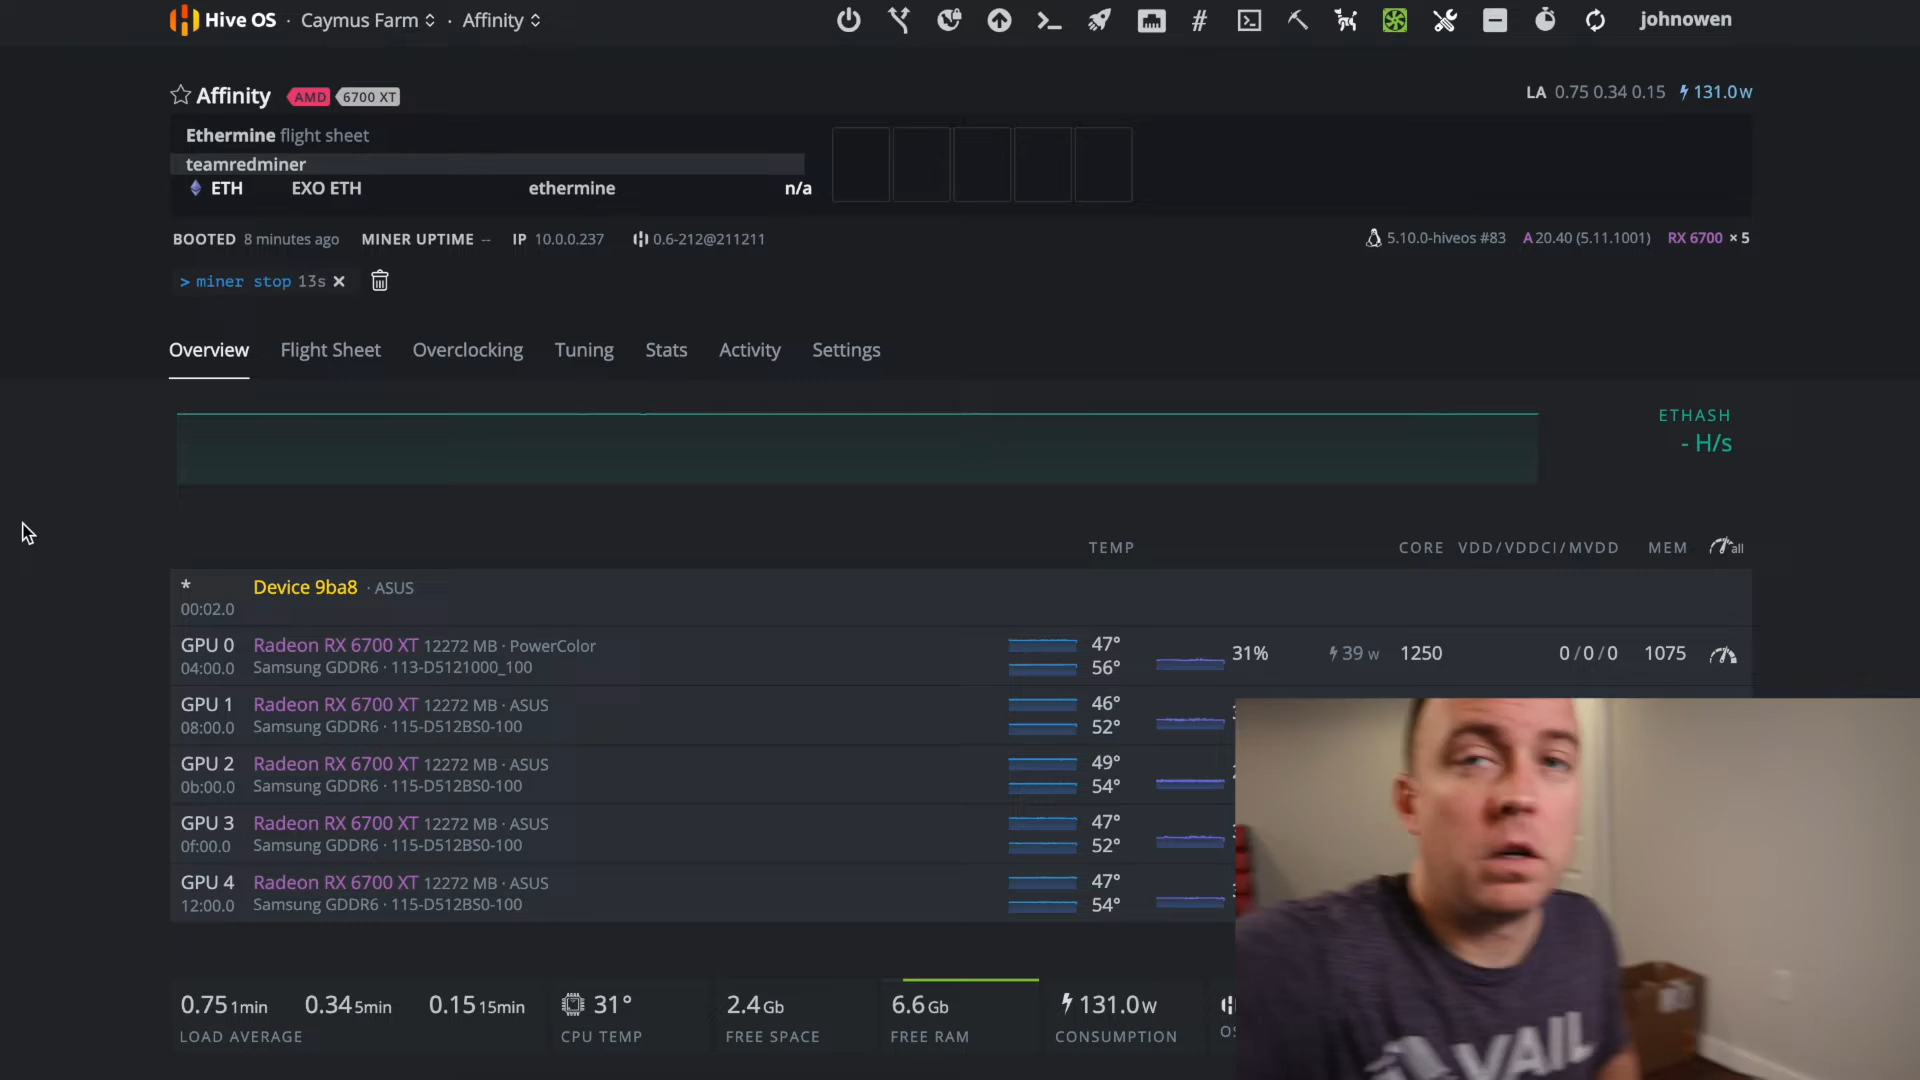 Hive OS · Caymus Farm · Affinity johnowen
Affinity AMD 6700 XT LA 0.75 0.34 0.15 131.0 w
Ethermine flight sheet
teamredminer
ETH EXO ETH ethermine n/a
BOOTED 8 minutes ago MINER UPTIME -- IP 10.0.0.237 0.6-212@211211 5.10.0-hiveos #83 A 20.40 (5.11.1001) RX 6700 × 5
> miner stop 13s ×
Overview Flight Sheet Overclocking Tuning Stats Activity Settings
ETHASH
- H/s
TEMP CORE VDD/VDDCI/MVDD MEM all
* Device 9ba8 · ASUS
00:02.0
GPU 0 Radeon RX 6700 XT 12272 MB · PowerColor 47°
04:00.0 Samsung GDDR6 · 113-D5121000_100 56° 31% 39 w 1250 0/0/0 1075
GPU 1 Radeon RX 6700 XT 12272 MB · ASUS 46°
08:00.0 Samsung GDDR6 · 115-D512BS0-100 52°
GPU 2 Radeon RX 6700 XT 12272 MB · ASUS 49°
0b:00.0 Samsung GDDR6 · 115-D512BS0-100 54°
GPU 3 Radeon RX 6700 XT 12272 MB · ASUS 47°
0f:00.0 Samsung GDDR6 · 115-D512BS0-100 52°
GPU 4 Radeon RX 6700 XT 12272 MB · ASUS 47°
12:00.0 Samsung GDDR6 · 115-D512BS0-100 54°
0.75 1min 0.34 5min 0.15 15min 31° 2.4 Gb 6.6 Gb 131.0 w
LOAD AVERAGE CPU TEMP FREE SPACE FREE RAM CONSUMPTION
VAIL